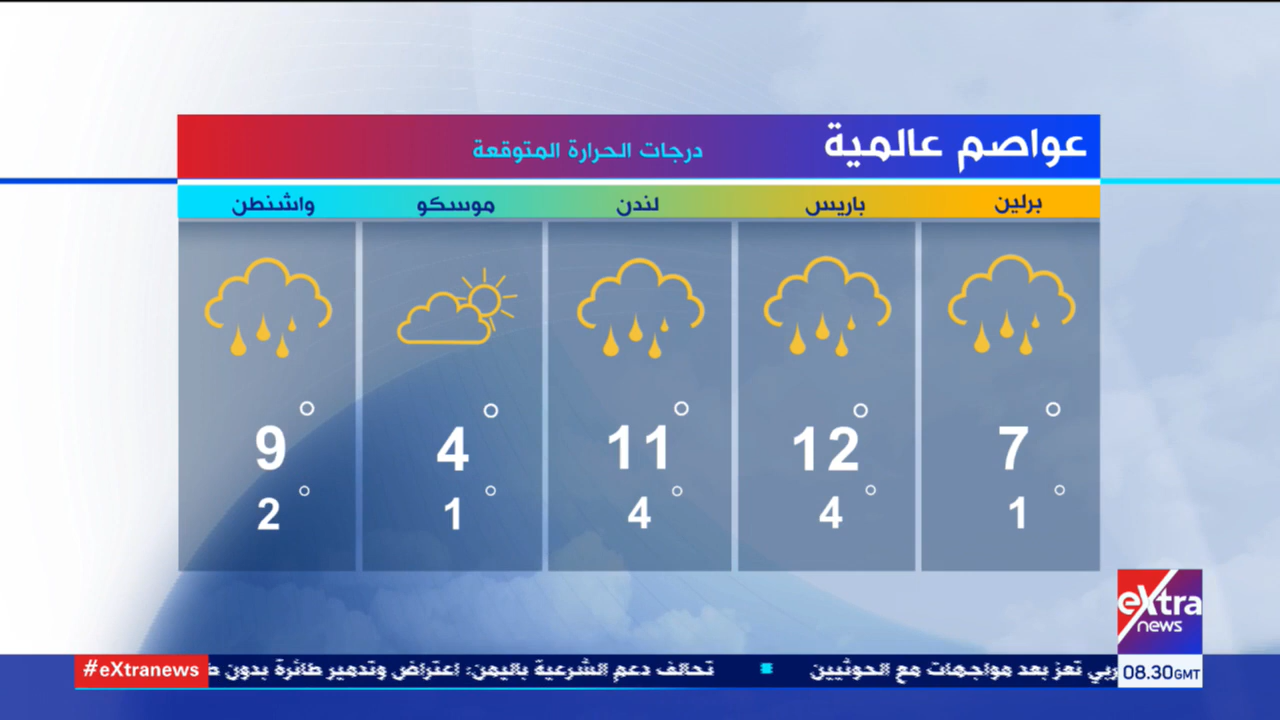 عواصم عالمية
درجات الحرارة المتوقعة
برلين باريس لندن موسكو واشنطن
7° 12° 11° 4° 9°
1° 4° 4° 1° 2°
eXtra
news
ربي تعز بعد مواجهات مع الحوثيين ▪ تحالف دعم الشرعية باليمن: اعتراض وتدمير طائرة بدون
#eXtranews
08.30GMT